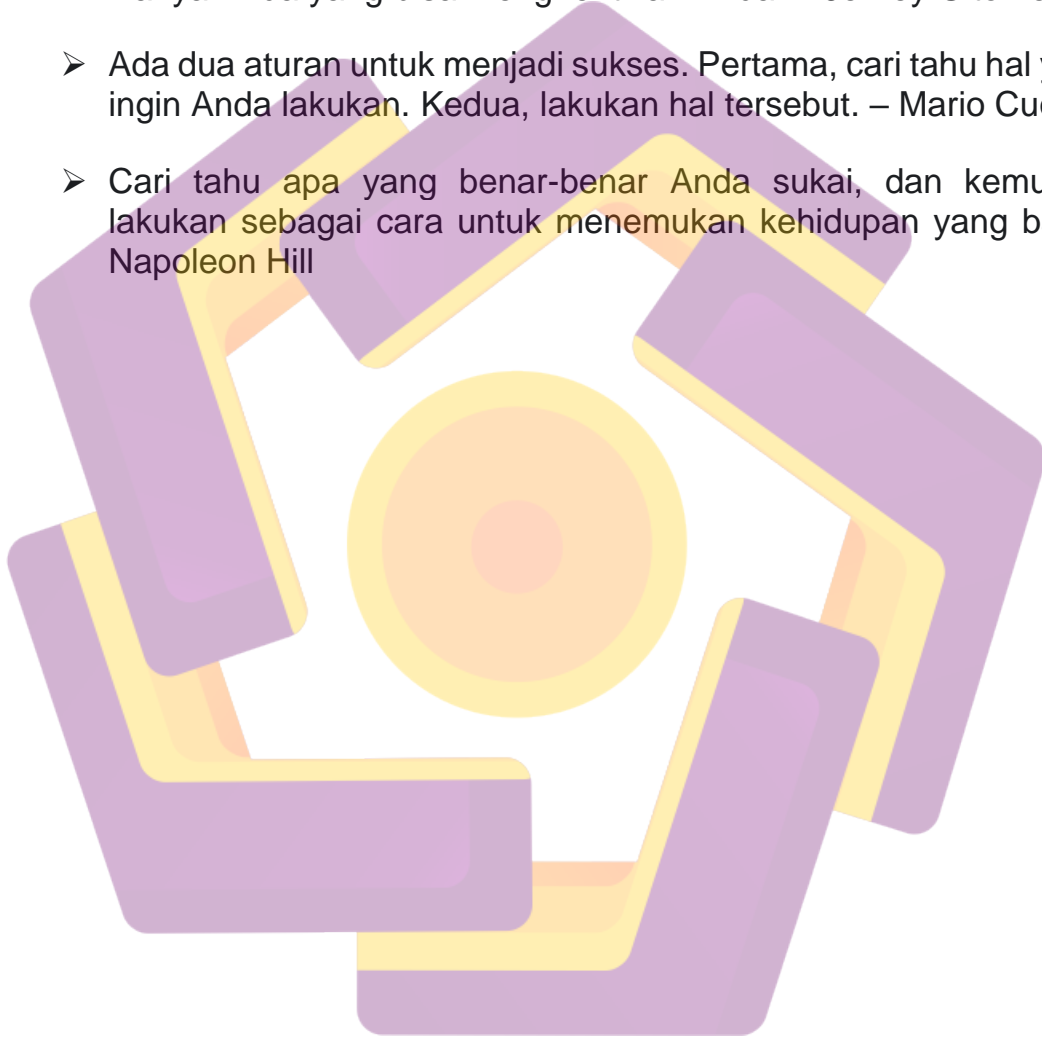 ➢ Ada dua aturan untuk menjadi sukses. Pertama, cari tahu hal
ingin Anda lakukan. Kedua, lakukan hal tersebut. – Mario
➢ Cari tahu apa yang benar-benar Anda sukai, dan
lakukan sebagai cara untuk menemukan kehidupan yang
Napoleon Hill